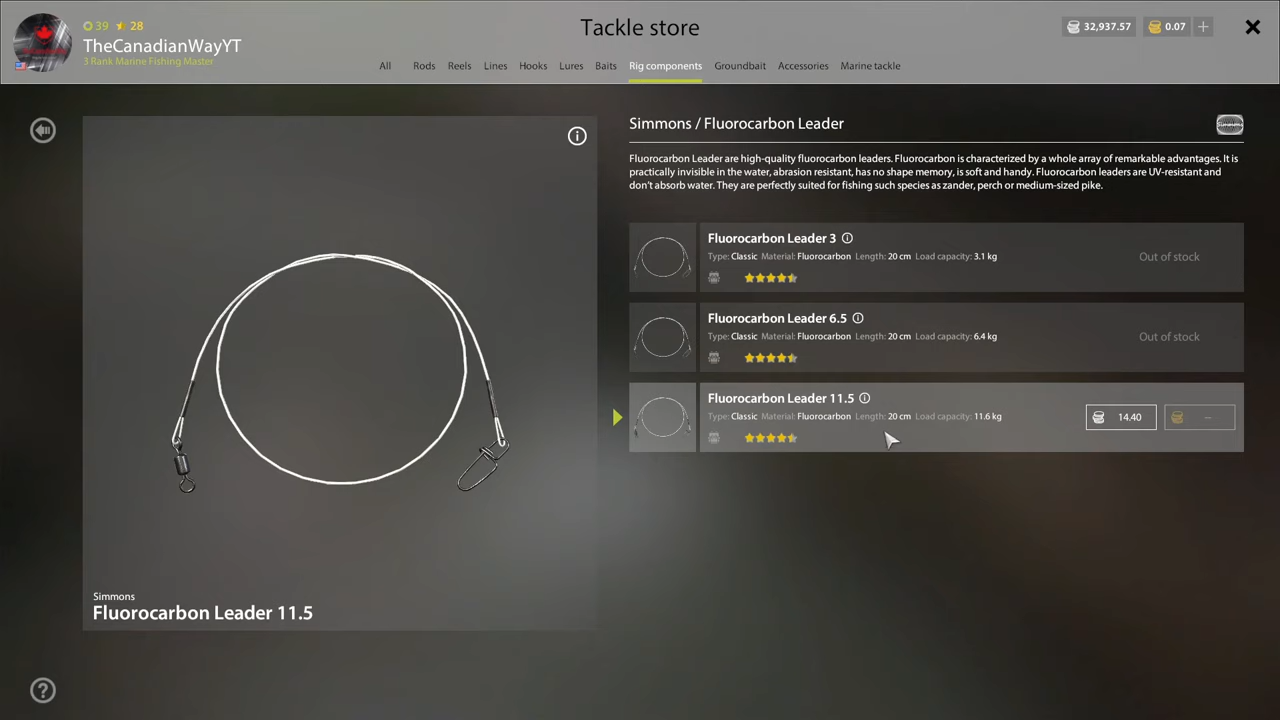 39 28
TheCanadianWayYT
3 Rank Marine Fishing Master
Tackle store
32,937.57 0.07 +
All Rods Reels Lines Hooks Lures Baits Rig components Groundbait Accessories Marine tackle
Simmons / Fluorocarbon Leader
Simmons
Fluorocarbon Leader are high-quality fluorocarbon leaders. Fluorocarbon is characterized by a whole array of remarkable advantages. It is
practically invisible in the water, abrasion resistant, has no shape memory, is soft and handy. Fluorocarbon leaders are UV-resistant and
don't absorb water. They are perfectly suited for fishing such species as zander, perch or medium-sized pike.
Fluorocarbon Leader 3
Type: Classic Material: Fluorocarbon Length: 20 cm Load capacity: 3.1 kg
Out of stock
Fluorocarbon Leader 6.5
Type: Classic Material: Fluorocarbon Length: 20 cm Load capacity: 6.4 kg
Out of stock
Fluorocarbon Leader 11.5
Type: Classic Material: Fluorocarbon Length: 20 cm Load capacity: 11.6 kg
14.40 –
Simmons
Fluorocarbon Leader 11.5
?